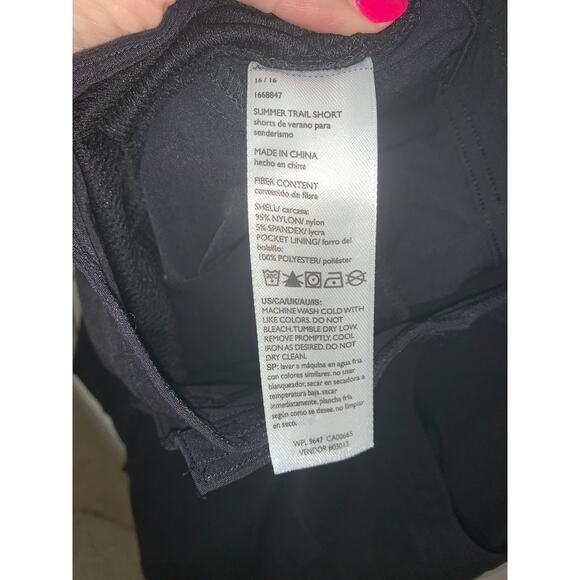 16 / 16
1668847
SUMMER TRAIL SHORT
shorts de verano para
senderismo
MADE IN CHINA
hecho en china
FIBER CONTENT
contenido de fibra
SHELL/ carcasa:
95% NYLON/ nylon
5% SPANDEX/ lycra
POCKET LINING/ forro del
bolsillo:
100% POLYESTER/ poliéster
US/CA/UK/AU/MS:
MACHINE WASH COLD WITH
LIKE COLORS. DO NOT
BLEACH. TUMBLE DRY LOW.
REMOVE PROMPTLY. COOL
IRON AS DESIRED. DO NOT
DRY CLEAN.
SP: lavar a máquina en agua fría
con colores similares. no usar
blanqueador. secar en secadora a
temperatura baja. sacar
inmediatamente. plancha fría
según como se desee. no limpiar
en seco.
WPL 9647 CA00665
VENDOR #03013